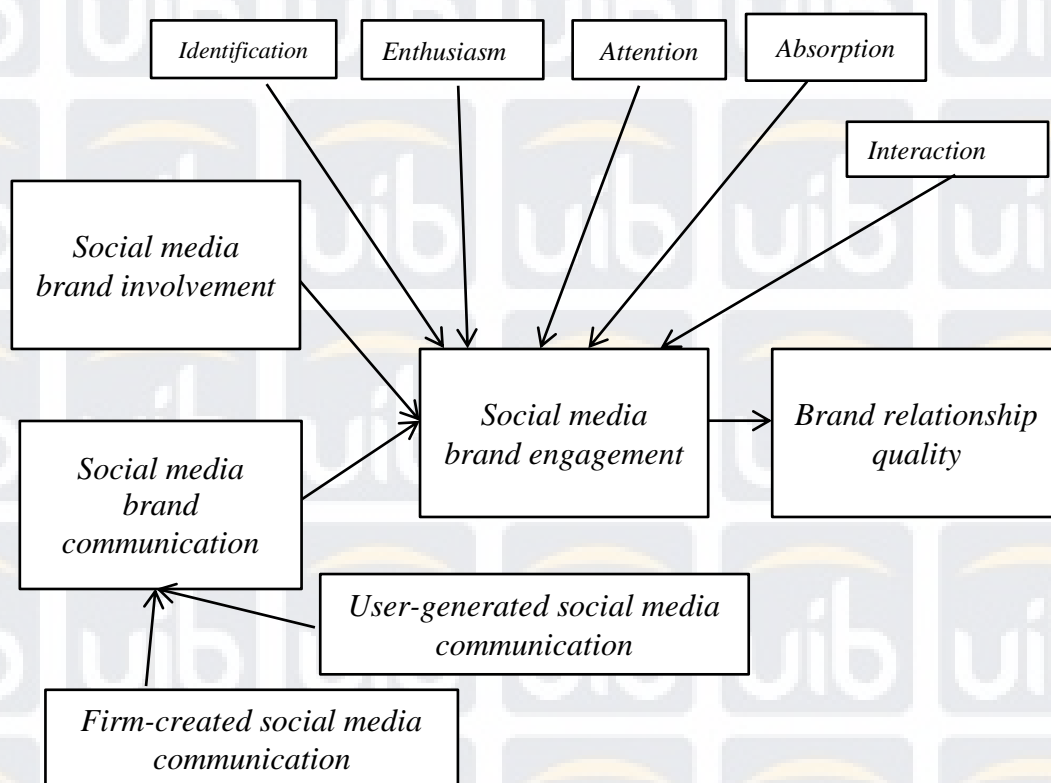 Identification
Enthusiasm
Attention
Absorption
Interaction
Social media
brand involvement
Social media
brand engagement
Brand relationship
quality
Social media
brand
communication
User-generated social media
communication
Firm-created social media
communication
uib